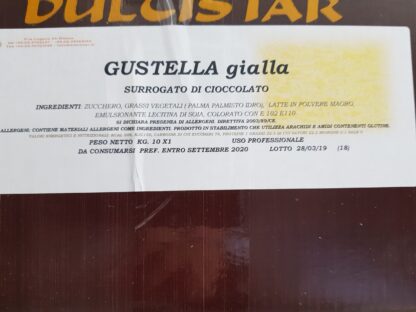 DULCISTAR
GUSTELLA gialla
SURROGATO DI CIOCCOLATO
INGREDIENTI: ZUCCHERO, GRASSI VEGETALI ( PALMA PALMISTO IDRO), LATTE IN POLVERE MAGRO,
EMULSIONANTE LECITINA DI SOIA, COLORATO CON E 102 E110
SI DICHIARA PRESENZA DI ALLERGENI. DIRETTIVA 2003/89/CE
ALLERGENI: CONTIENE MATERIALI ALLERGENI COME INGREDIENTI. PRODOTTO IN STABILIMENTO CHE UTILIZZA ARACHIDI E AMIDI CONTENENTI GLUTINE.
PESO NETTO KG. 10 X1 USO PROFESSIONALE
DA CONSUMARSI PREF. ENTRO SETTEMBRE 2020 LOTTO 28/03/19 (18)